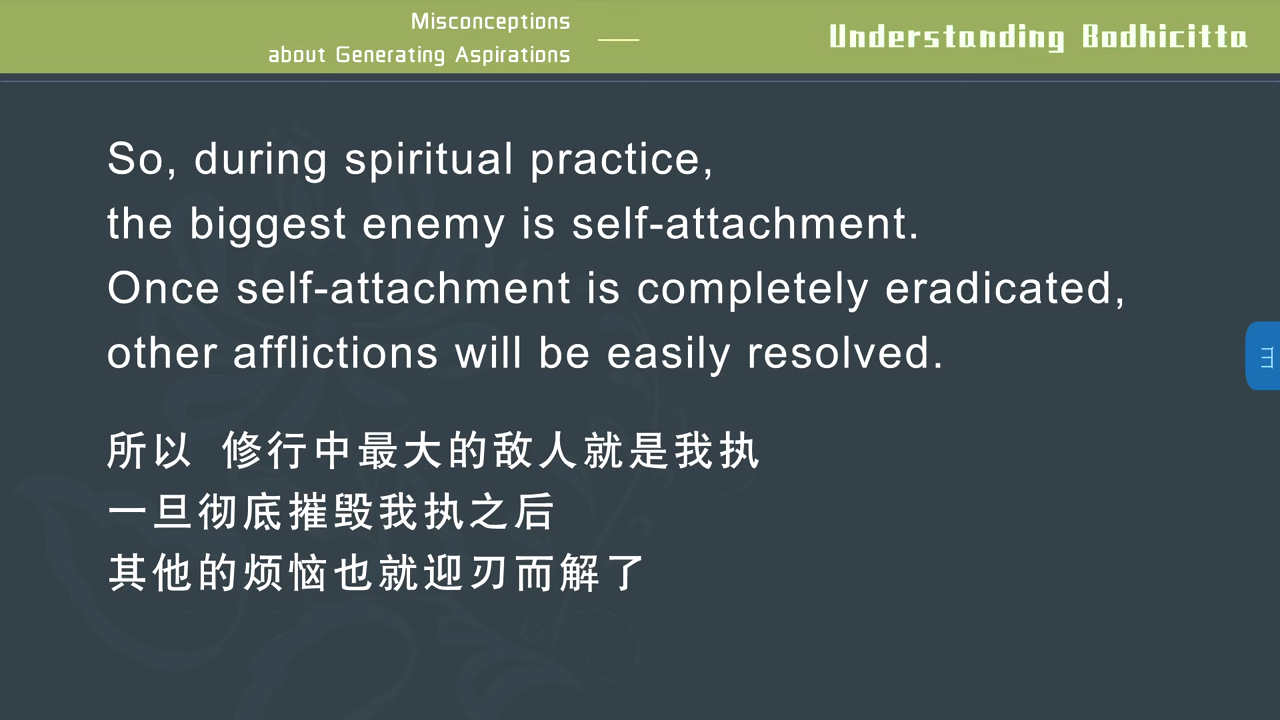 Misconceptions
about Generating Aspirations
Understanding Bodhicitta
So, during spiritual practice,
the biggest enemy is self-attachment.
Once self-attachment is completely eradicated,
other afflictions will be easily resolved.
所以 修行中最大的敌人就是我执
一旦彻底摧毁我执之后
其他的烦恼也就迎刃而解了